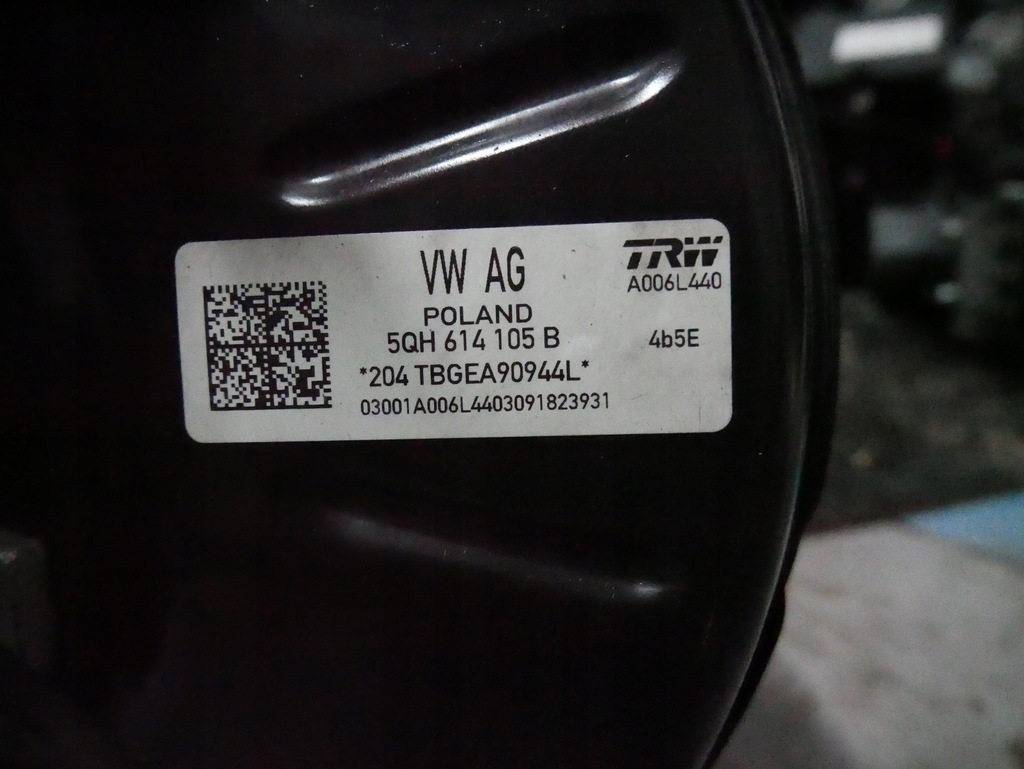 VW AG
TRW
A006L440
POLAND
5QH 614 105 B
4b5E
*204 TBGEA90944L*
03001A006L4403091823931